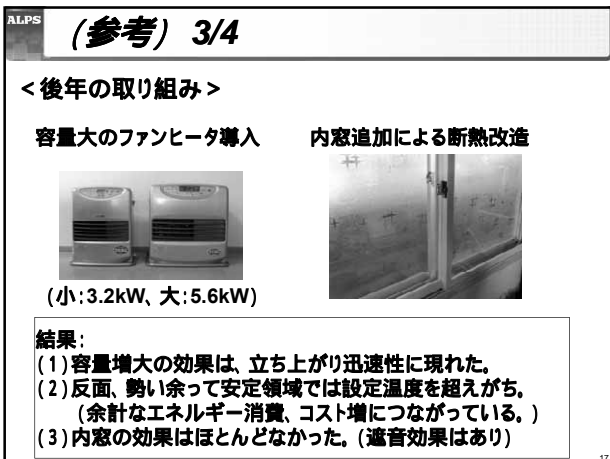 ALPS
(参考) 3/4
<後年の取り組み>
容量大のファンヒータ導入
内窓追加による断熱改造
(小:3.2kW、大:5.6kW)
結果:
(1)容量増大の効果は、立ち上がり迅速性に現れた。
(2)反面、勢い余って安定領域では設定温度を超えがち。
(余計なエネルギー消費、コスト増につながっている。)
(3)内窓の効果はほとんどなかった。(遮音効果はあり)
17